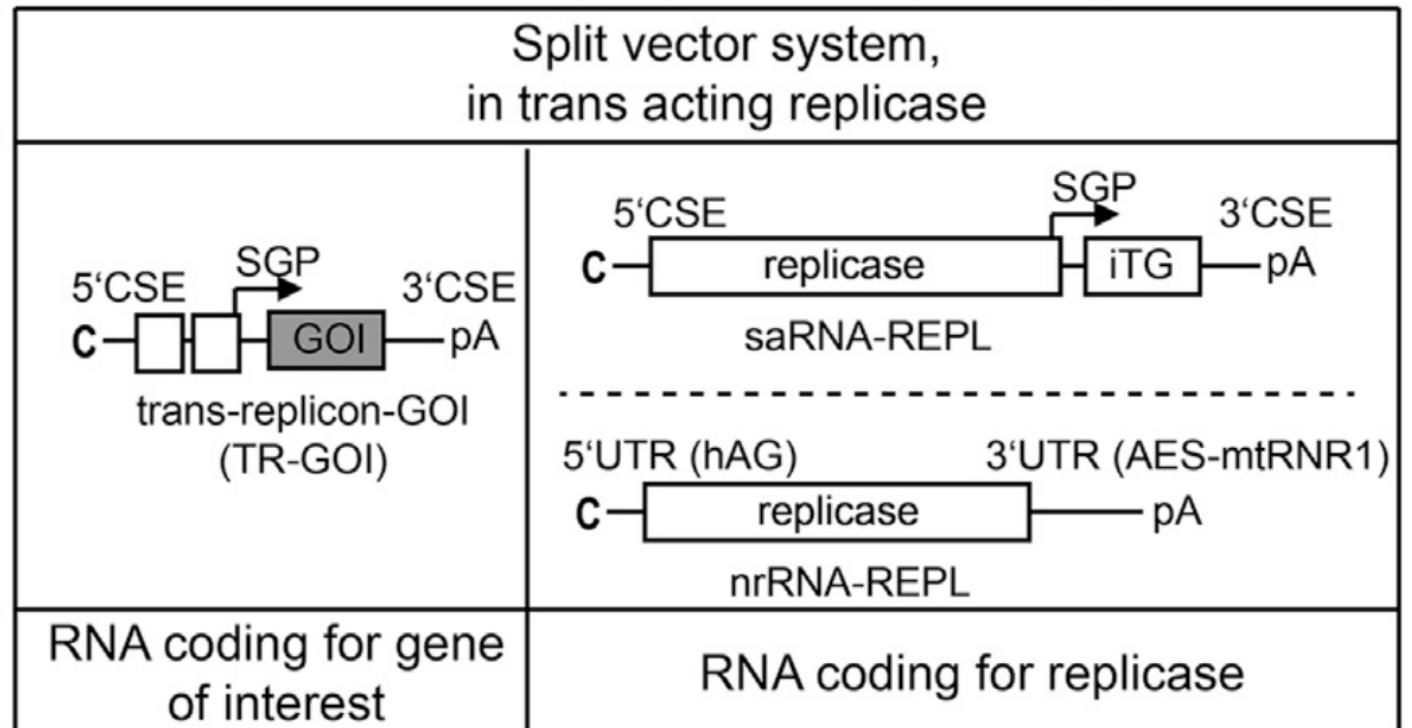 Split vector system,
in trans acting replicase
SGP
5‘CSE
3‘CSE
C
GOI
pA
trans-replicon-GOI
(TR-GOI)
SGP
5‘CSE
3‘CSE
C
replicase
iTG
pA
saRNA-REPL
5‘UTR (hAG)
3‘UTR (AES-mtRNR1)
C
replicase
pA
nrRNA-REPL
RNA coding for gene
of interest
RNA coding for replicase